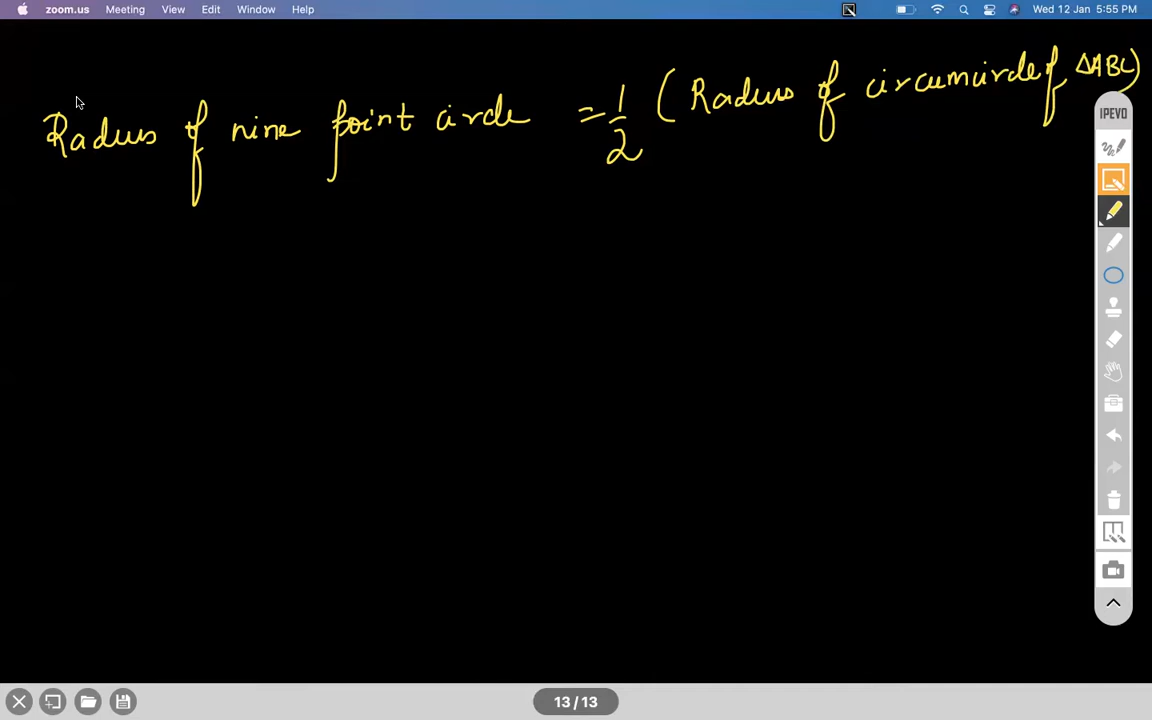 zoom.us Meeting View Edit Window Help Wed 12 Jan 5:55 PM
Radius of nine point circle = 1/2 (Radius of circumcircle of ΔABC)
IPEVO
13/13